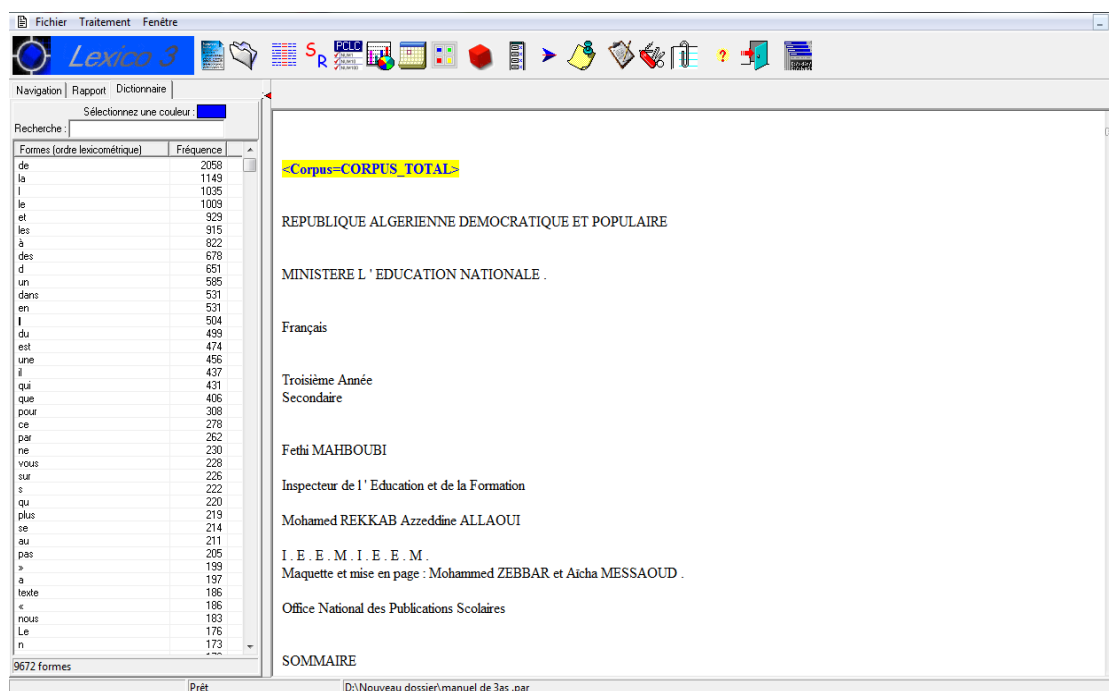 Fichier Traitement Fenêtre
Lexico 3
S R PCLC
?
Navigation Rapport Dictionnaire
Sélectionnez une couleur :
Recherche :
Formes (ordre lexicométrique) Fréquence
de 2058
la 1149
l 1035
le 1009
et 929
les 915
à 822
des 678
d 651
un 585
dans 531
en 531
l 504
du 499
est 474
une 456
il 437
qui 431
que 406
pour 308
ce 278
par 262
ne 230
vous 228
sur 226
s 222
qu 220
plus 219
se 214
au 211
pas 205
» 199
a 197
texte 186
« 186
nous 183
Le 176
n 173
9672 formes
<Corpus=CORPUS_TOTAL>
REPUBLIQUE ALGERIENNE DEMOCRATIQUE ET POPULAIRE
MINISTERE L ' EDUCATION NATIONALE .
Français
Troisième Année
Secondaire
Fethi MAHBOUBI
Inspecteur de l ' Education et de la Formation
Mohamed REKKAB Azzeddine ALLAOUI
I . E . E . M . I . E . E . M .
Maquette et mise en page : Mohammed ZEBBAR et Aïcha MESSAOUD .
Office National des Publications Scolaires
SOMMAIRE
Prêt D:\Nouveau dossier\manuel de 3as .par